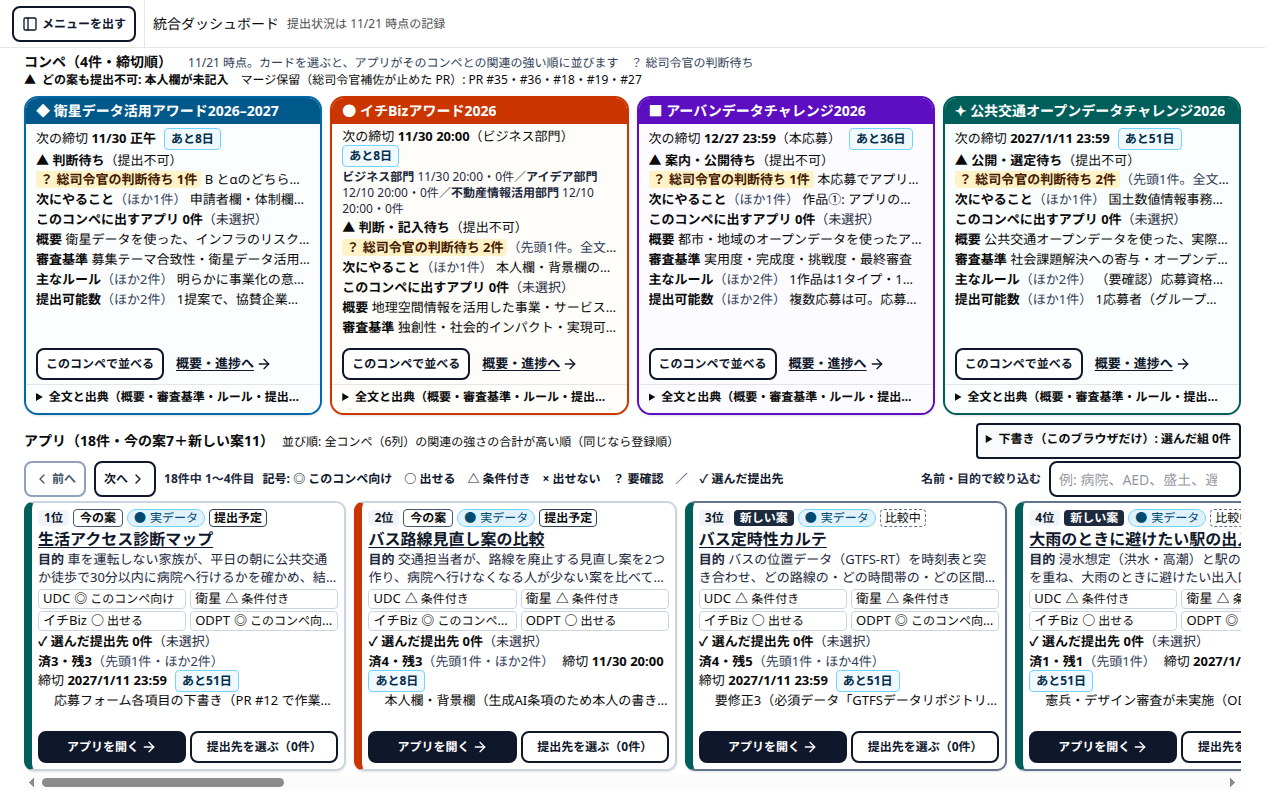 メニューを出す 統合ダッシュボード 提出状況は 11/21 時点の記録
コンペ（4件・締切順） 11/21 時点。カードを選ぶと、アプリがそのコンペとの関連の強い順に並びます ？ 総司令官の判断待ち
▲ どの案も提出不可: 本人欄が未記入 マージ保留（総司令官補佐が止めた PR）: PR #35・#36・#18・#19・#27
◆ 衛星データ活用アワード2026–2027
次の締切 11/30 正午 あと8日
▲ 判断待ち（提出不可）
？ 総司令官の判断待ち 1件 B とαのどちら…
次にやること（ほか1件） 申請者欄・体制欄…
このコンペに出すアプリ 0件（未選択）
概要 衛星データを使った、インフラのリスク…
審査基準 募集テーマ合致性・衛星データ活用…
主なルール（ほか2件） 明らかに事業化の意…
提出可能数（ほか2件） 1提案で、協賛企業…
このコンペで並べる 概要・進捗へ →
▶ 全文と出典（概要・審査基準・ルール・提出…
● イチBizアワード2026
次の締切 11/30 20:00（ビジネス部門）
あと8日
ビジネス部門 11/30 20:00・0件／アイデア部門
12/10 20:00・0件／不動産情報活用部門 12/10
20:00・0件
▲ 判断・記入待ち（提出不可）
？ 総司令官の判断待ち 2件（先頭1件。全文…
次にやること（ほか1件） 本人欄・背景欄の…
このコンペに出すアプリ 0件（未選択）
概要 地理空間情報を活用した事業・サービス…
審査基準 独創性・社会的インパクト・実現可…
このコンペで並べる 概要・進捗へ →
▶ 全文と出典（概要・審査基準・ルール・提出…
■ アーバンデータチャレンジ2026
次の締切 12/27 23:59（本応募） あと36日
▲ 案内・公開待ち（提出不可）
？ 総司令官の判断待ち 1件 本応募でアプリ…
次にやること（ほか1件） 作品①: アプリの…
このコンペに出すアプリ 0件（未選択）
概要 都市・地域のオープンデータを使ったア…
審査基準 実用度・完成度・挑戦度・最終審査
主なルール（ほか2件） 1作品は1タイプ・1…
提出可能数（ほか2件） 複数応募は可。応募…
このコンペで並べる 概要・進捗へ →
▶ 全文と出典（概要・審査基準・ルール・提出…
✦ 公共交通オープンデータチャレンジ2026
次の締切 2027/1/11 23:59 あと51日
▲ 公開・選定待ち（提出不可）
？ 総司令官の判断待ち 2件（先頭1件。全文…
次にやること（ほか1件） 国土数値情報事務…
このコンペに出すアプリ 0件（未選択）
概要 公共交通オープンデータを使った、実際…
審査基準 社会課題解決への寄与・オープンデ…
主なルール（ほか2件） （要確認）応募資格…
提出可能数（ほか1件） 1応募者（グループ…
このコンペで並べる 概要・進捗へ →
▶ 全文と出典（概要・審査基準・ルール・提出…
アプリ（18件・今の案7＋新しい案11） 並び順: 全コンペ（6列）の関連の強さの合計が高い順（同じなら登録順）
▶ 下書き（このブラウザだけ）: 選んだ組 0件
前へ 次へ 18件中 1〜4件目 記号: ◎ このコンペ向け ○ 出せる △ 条件付き × 出せない ？ 要確認 ／ ✓ 選んだ提出先 名前・目的で絞り込む 例: 病院、AED、盛土、遅
1位 今の案 ● 実データ 提出予定
生活アクセス診断マップ
目的 車を運転しない家族が、平日の朝に公共交通
か徒歩で30分以内に病院へ行けるかを確かめ、結…
UDC ◎ このコンペ向け 衛星 △ 条件付き
イチBiz ○ 出せる ODPT ◎ このコンペ向…
✓ 選んだ提出先 0件（未選択）
済3・残3（先頭1件・ほか2件）
締切 2027/1/11 23:59 あと51日
応募フォーム各項目の下書き（PR #12 で作業…
アプリを開く → 提出先を選ぶ（0件）
2位 今の案 ● 実データ 提出予定
バス路線見直し案の比較
目的 交通担当者が、路線を廃止する見直し案を2つ
作り、病院へ行けなくなる人が少ない案を比べて…
UDC △ 条件付き 衛星 △ 条件付き
イチBiz ◎ このコンペ… ODPT ○ 出せる
✓ 選んだ提出先 0件（未選択）
済4・残3（先頭1件・ほか2件） 締切 11/30 20:00
あと8日
本人欄・背景欄（生成AI条項のため本人の書き…
アプリを開く → 提出先を選ぶ（0件）
3位 新しい案 ● 実データ 比較中
バス定時性カルテ
目的 バスの位置データ（GTFS-RT）を時刻表と突
き合わせ、どの路線の・どの時間帯の・どの区間…
UDC △ 条件付き 衛星 △ 条件付き
イチBiz ○ 出せる ODPT ◎ このコンペ向…
✓ 選んだ提出先 0件（未選択）
済4・残5（先頭1件・ほか4件）
締切 2027/1/11 23:59 あと51日
要修正3（必須データ「GTFSデータリポジトリ…
アプリを開く → 提出先を選ぶ（0件）
4位 新しい案 ● 実データ
大雨のときに避けたい駅の出
目的 浸水想定（洪水・高潮）と駅の
を重ね、大雨のときに避けたい出入
UDC △ 条件付き 衛星 △
イチBiz ○ 出せる ODPT ◎
✓ 選んだ提出先 0件（未選択）
済1・残1（先頭1件） 締切 2027/1/
あと51日
憲兵・デザイン審査が未実施（OD
アプリを開く → 提出先